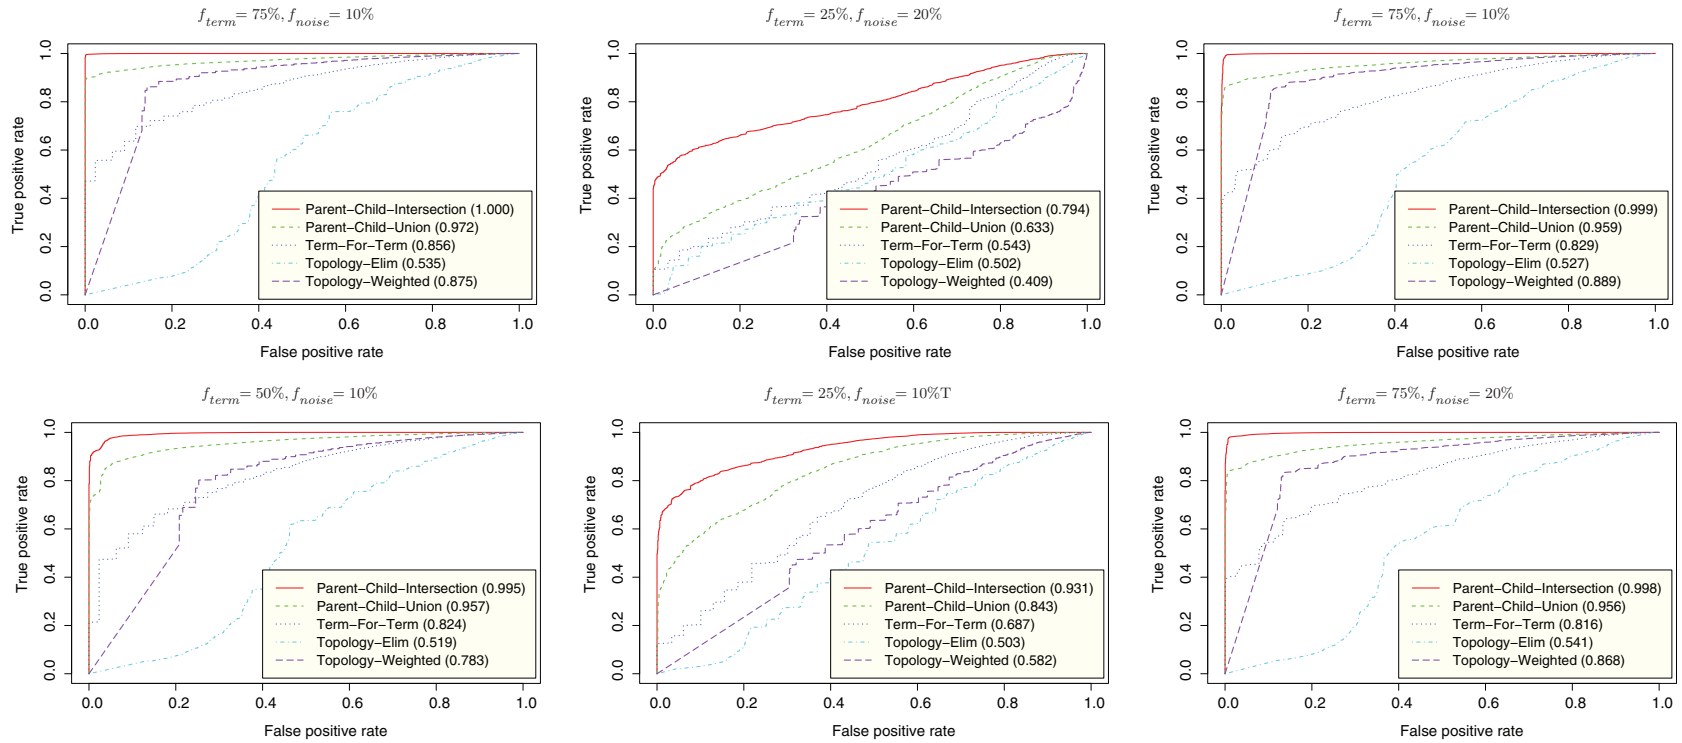 f_term = 75%, f_noise = 10%
True positive rate
1.0
0.8
0.6
0.4
0.2
0.0
Parent−Child−Intersection (1.000)
Parent−Child−Union (0.972)
Term−For−Term (0.856)
Topology−Elim (0.535)
Topology−Weighted (0.875)
0.0 0.2 0.4 0.6 0.8 1.0
False positive rate
f_term = 25%, f_noise = 20%
True positive rate
1.0
0.8
0.6
0.4
0.2
0.0
Parent−Child−Intersection (0.794)
Parent−Child−Union (0.633)
Term−For−Term (0.543)
Topology−Elim (0.502)
Topology−Weighted (0.409)
0.0 0.2 0.4 0.6 0.8 1.0
False positive rate
f_term = 75%, f_noise = 10%
True positive rate
1.0
0.8
0.6
0.4
0.2
0.0
Parent−Child−Intersection (0.999)
Parent−Child−Union (0.959)
Term−For−Term (0.829)
Topology−Elim (0.527)
Topology−Weighted (0.889)
0.0 0.2 0.4 0.6 0.8 1.0
False positive rate
f_term = 50%, f_noise = 10%
True positive rate
1.0
0.8
0.6
0.4
0.2
0.0
Parent−Child−Intersection (0.995)
Parent−Child−Union (0.957)
Term−For−Term (0.824)
Topology−Elim (0.519)
Topology−Weighted (0.783)
0.0 0.2 0.4 0.6 0.8 1.0
False positive rate
f_term = 25%, f_noise = 10%T
True positive rate
1.0
0.8
0.6
0.4
0.2
0.0
Parent−Child−Intersection (0.931)
Parent−Child−Union (0.843)
Term−For−Term (0.687)
Topology−Elim (0.503)
Topology−Weighted (0.582)
0.0 0.2 0.4 0.6 0.8 1.0
False positive rate
f_term = 75%, f_noise = 20%
True positive rate
1.0
0.8
0.6
0.4
0.2
0.0
Parent−Child−Intersection (0.998)
Parent−Child−Union (0.956)
Term−For−Term (0.816)
Topology−Elim (0.541)
Topology−Weighted (0.868)
0.0 0.2 0.4 0.6 0.8 1.0
False positive rate